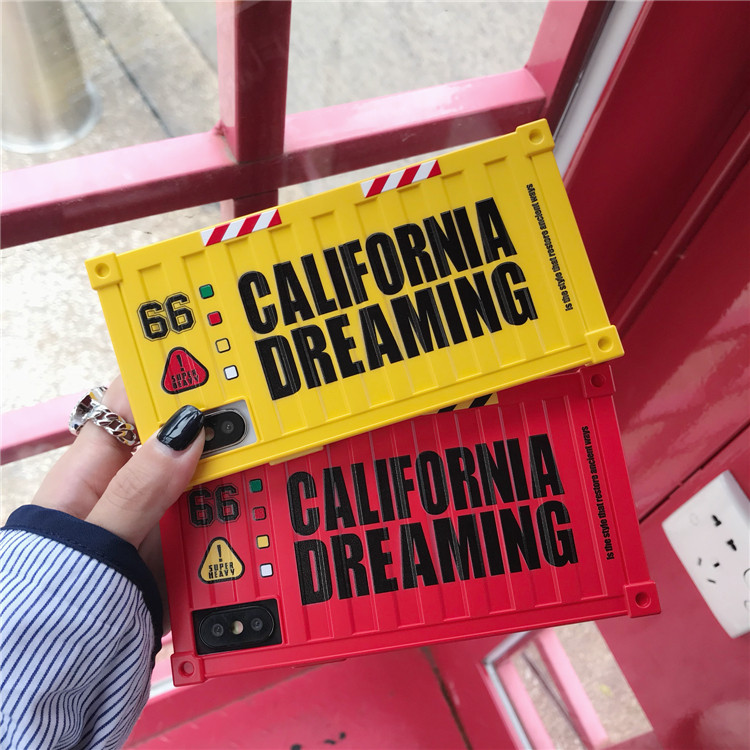 66
!
SUPER
HEAVY
CALIFORNIA
DREAMING
is the style that restore ancient ways
66
!
SUPER
HEAVY
CALIFORNIA
DREAMING
is the style that restore ancient ways